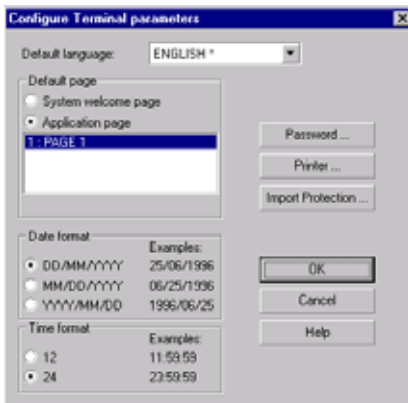 Configure Terminal parameters
Default language: ENGLISH *
Default page
System welcome page
Application page
1 : PAGE 1
Password ...
Printer ...
Import Protection ...
Date format
Examples:
DD/MM/YYYY 25/06/1996
MM/DD/YYYY 06/25/1996
YYYY/MM/DD 1996/06/25
Time format
Examples:
12 11:59:59
24 23:59:59
OK
Cancel
Help